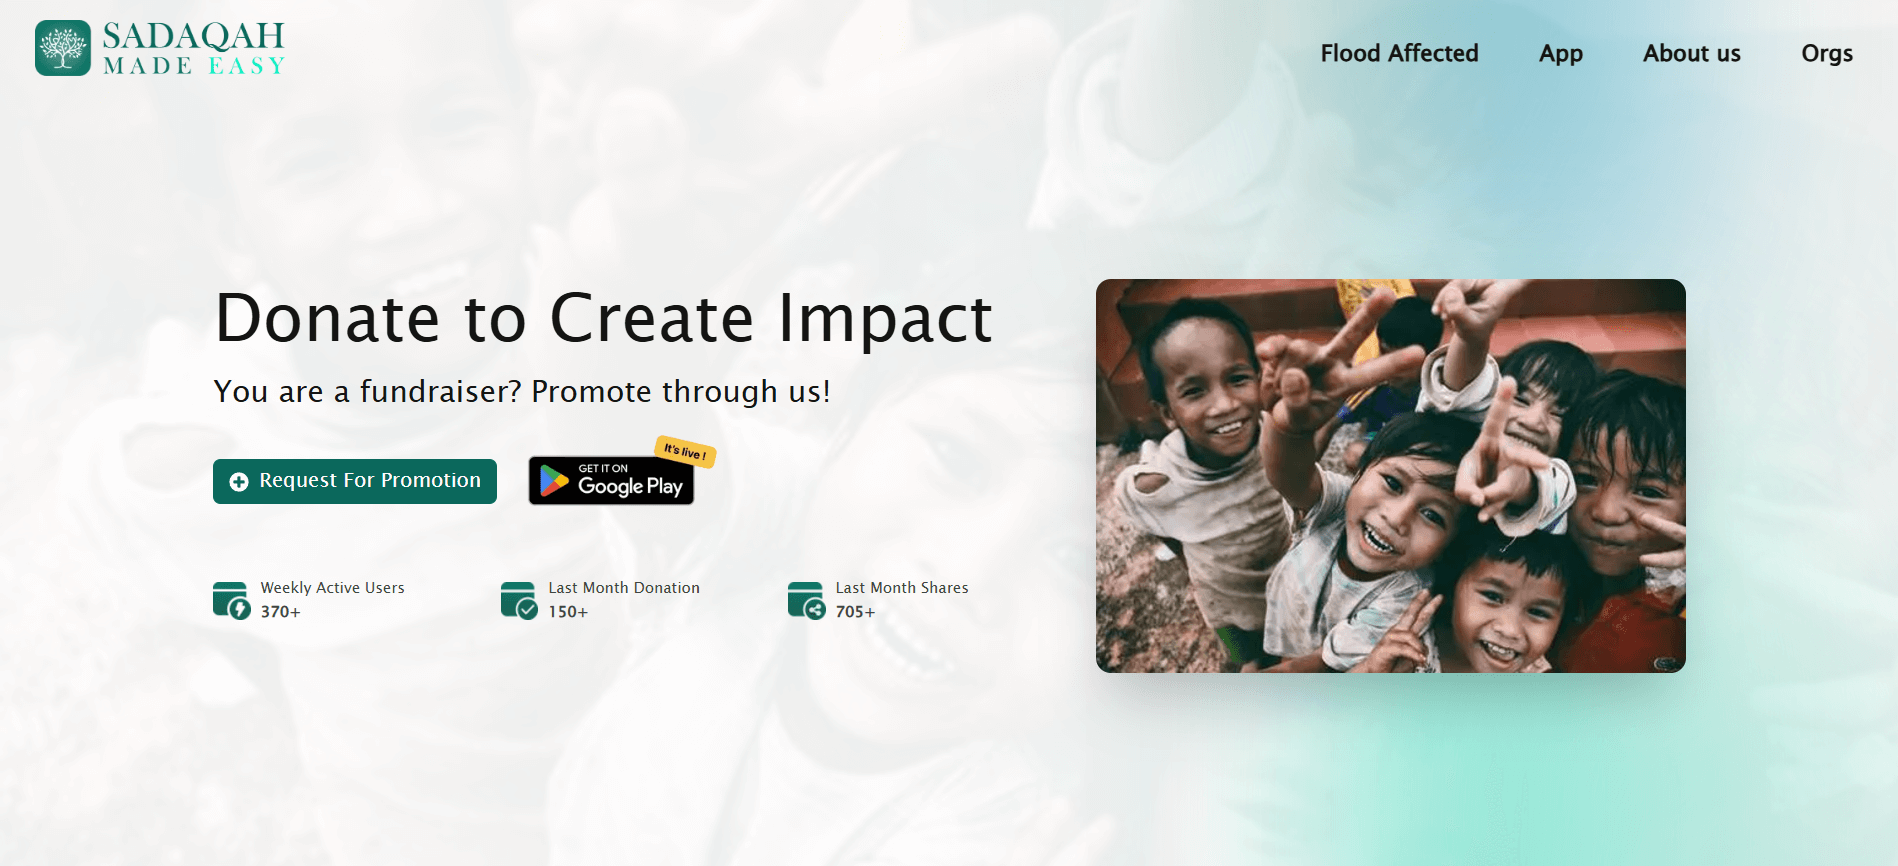 SADAQAH
MADE EASY
Flood Affected
App
About us
Orgs
Donate to Create Impact
You are a fundraiser? Promote through us!
Request For Promotion
It's live !
GET IT ON
Google Play
Weekly Active Users
370+
Last Month Donation
150+
Last Month Shares
705+